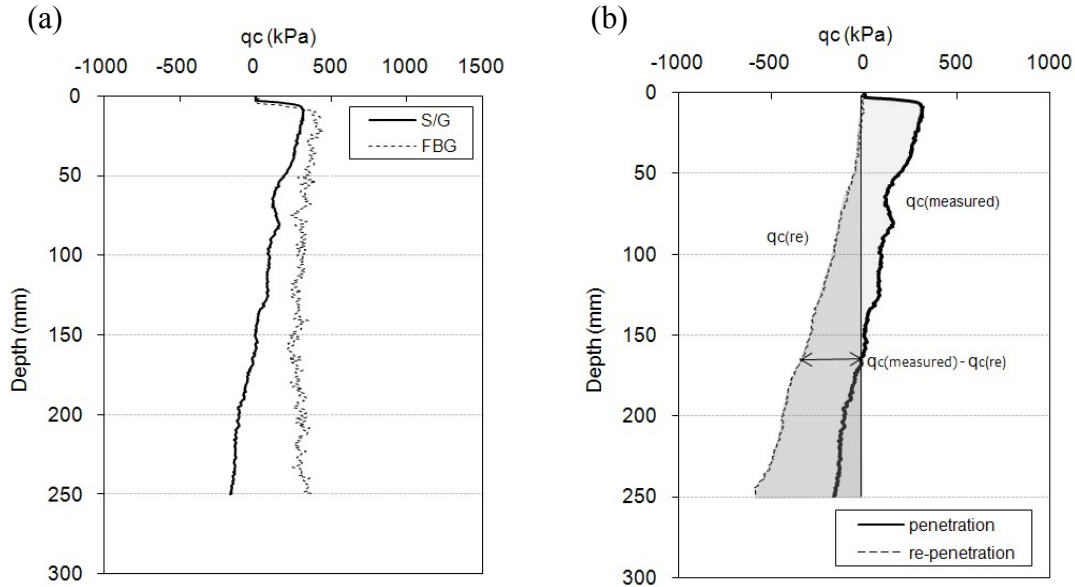 (a)
qc (kPa)
-1000 -500 0 500 1000 1500
0
50
100
150
200
250
300
Depth (mm)
S/G
FBG
(b)
qc (kPa)
-1000 -500 0 500 1000
0
50
100
150
200
250
300
Depth (mm)
qc(measured)
qc(re)
qc(measured) - qc(re)
penetration
re-penetration